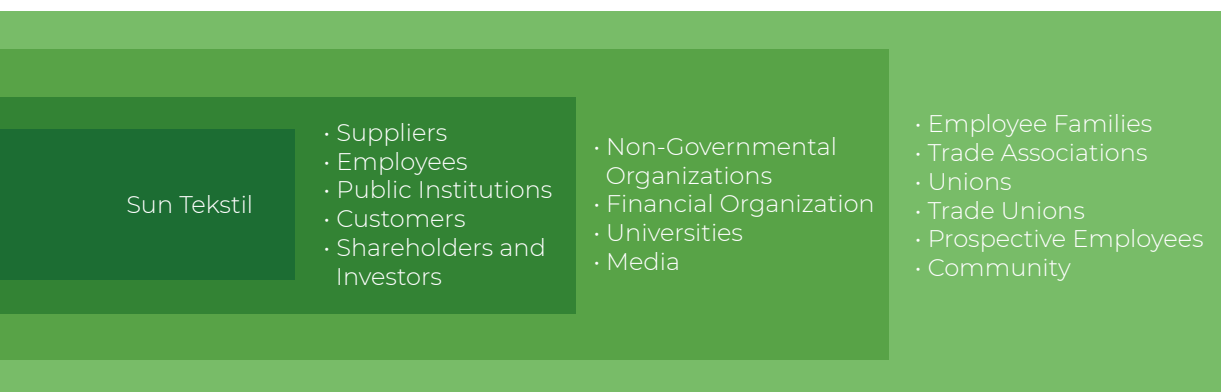 Sun Tekstil
· Suppliers
· Employees
· Public Institutions
· Customers
· Shareholders and
Investors
· Non-Governmental
Organizations
· Financial Organization
· Universities
· Media
· Employee Families
· Trade Associations
· Unions
· Trade Unions
· Prospective Employees
· Community